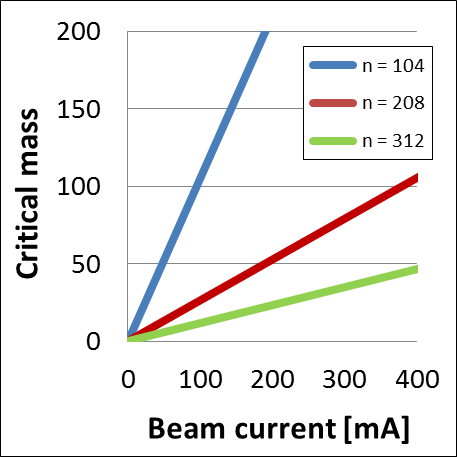 200
150
100
50
0
0 100 200 300 400
Critical mass
Beam current [mA]
n = 104
n = 208
n = 312